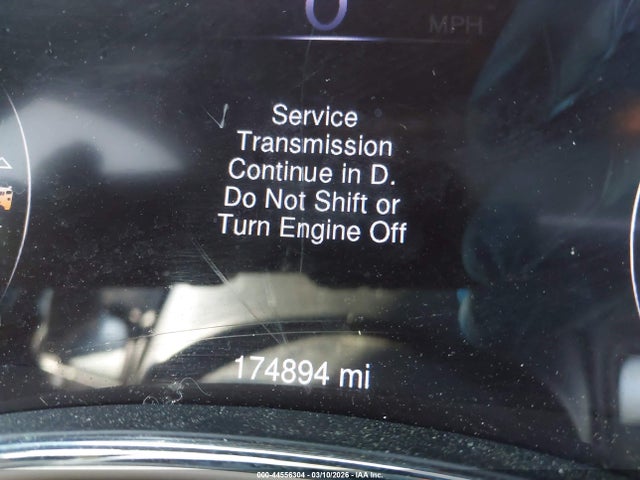 0
MPH
Service
Transmission
Continue in D.
Do Not Shift or
Turn Engine Off
174894 mi
000-44556304 - 03/10/2026 - IAA Inc.